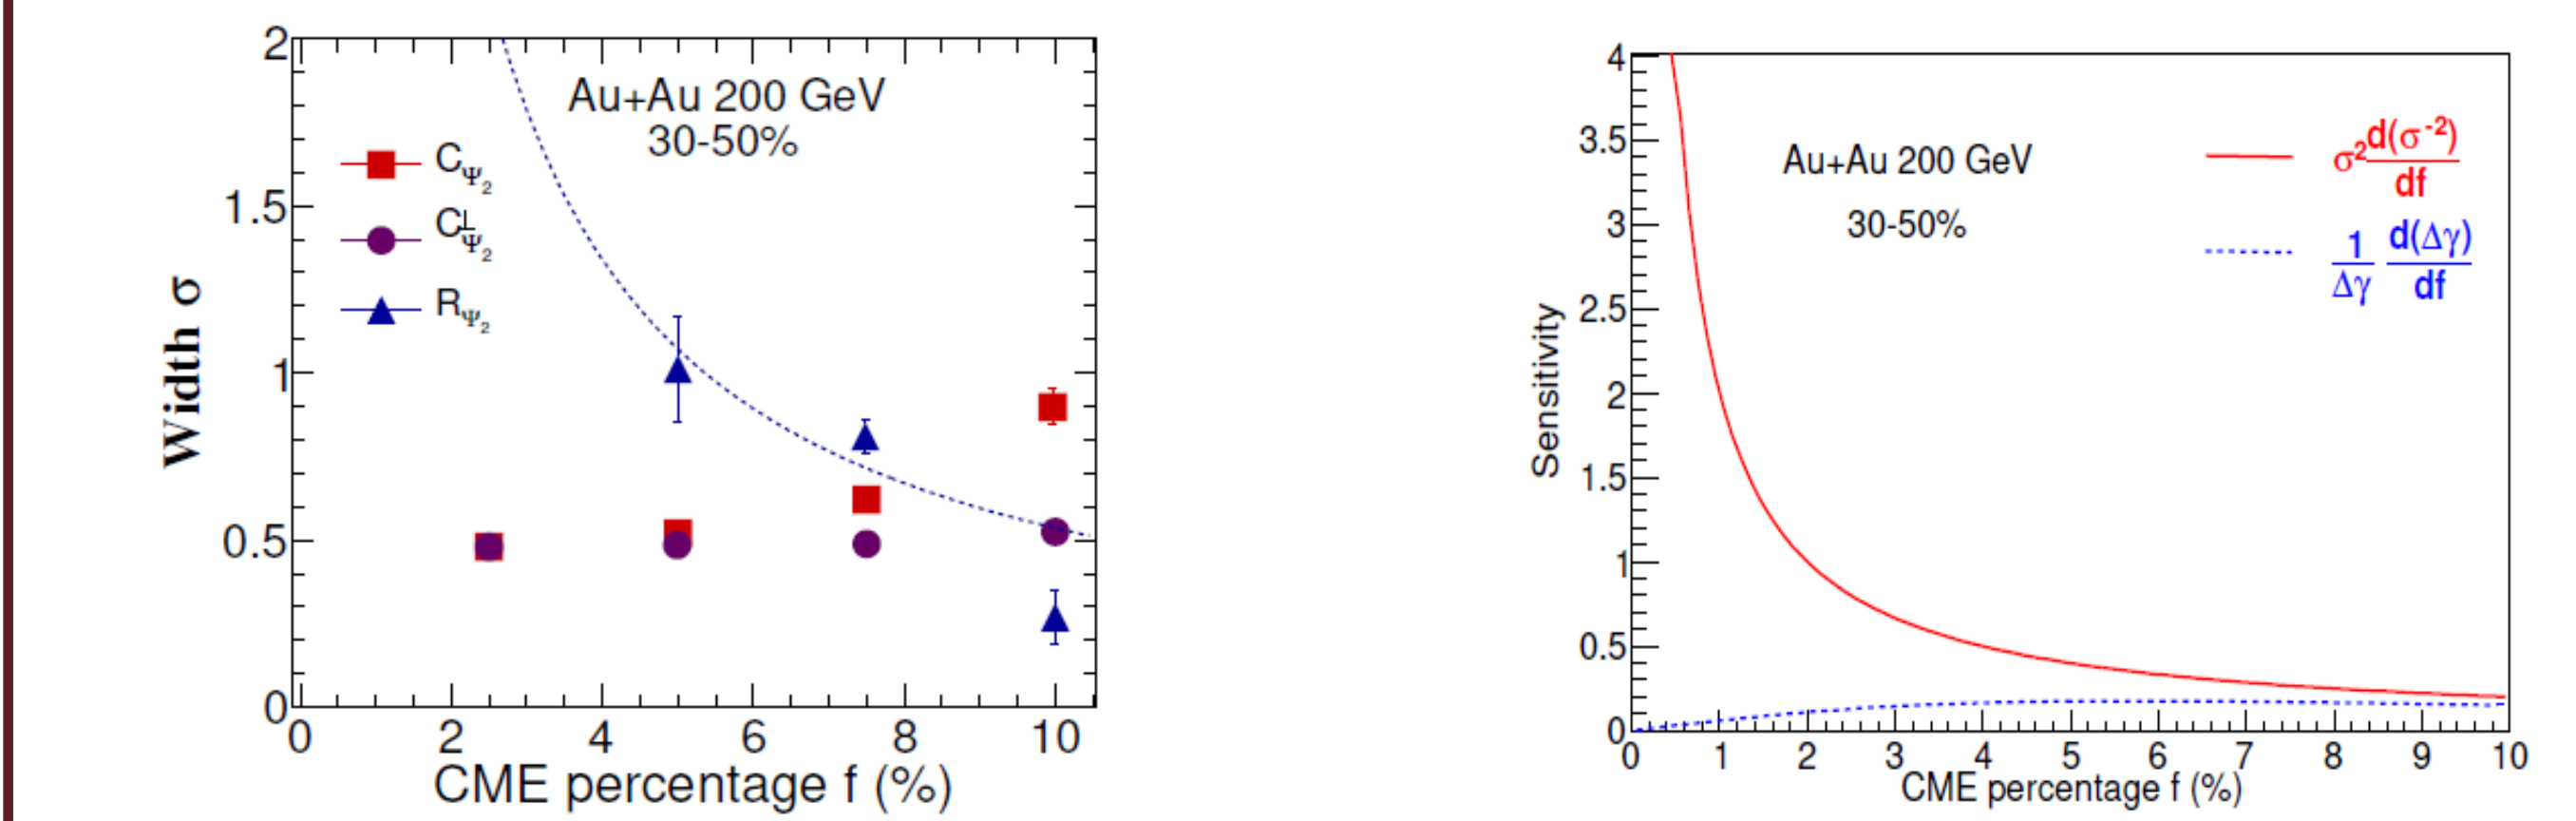 2
1.5
1
0.5
0
Width σ
Au+Au 200 GeV
30-50%
C_Ψ₂
C^⊥_Ψ₂
R_Ψ₂
0 2 4 6 8 10
CME percentage f (%)
4
3.5
3
2.5
2
1.5
1
0.5
0
Sensitivity
Au+Au 200 GeV
30-50%
σ² d(σ⁻²)
df
1 d(Δγ)
Δγ df
0 1 2 3 4 5 6 7 8 9 10
CME percentage f (%)